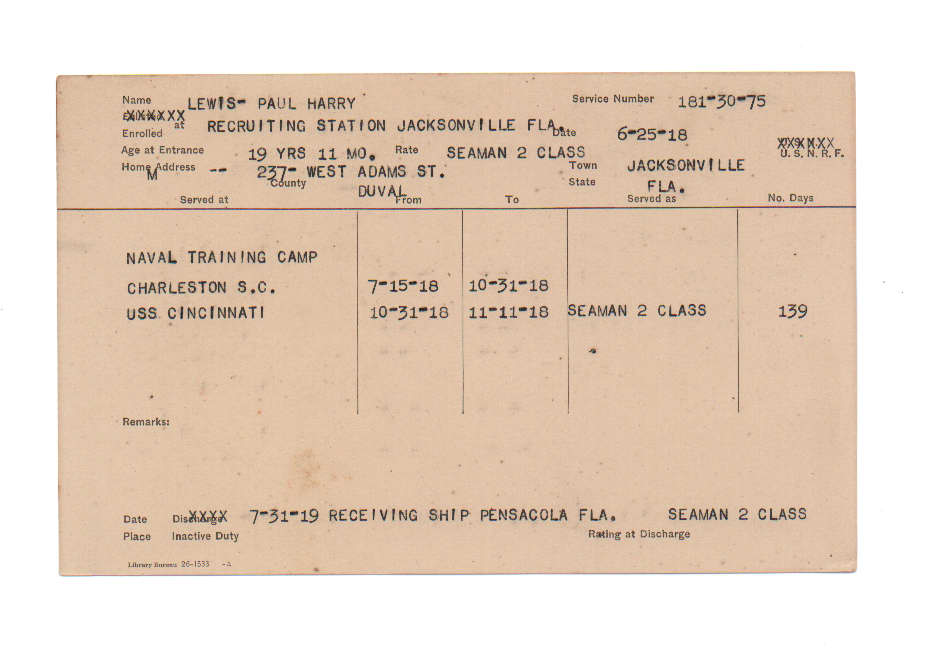 Name LEWIS- PAUL HARRY Service Number 181-30-75
Enrolled at RECRUITING STATION JACKSONVILLE FLA. Date 6-25-18
Age at Entrance 19 YRS 11 MO. Rate SEAMAN 2 CLASS U. S. N. R. F.
Home Address M -- 237- WEST ADAMS ST. Town JACKSONVILLE
County DUVAL State FLA.
Served at From To Served as No. Days
NAVAL TRAINING CAMP
CHARLESTON S.C. 7-15-18 10-31-18
USS CINCINNATI 10-31-18 11-11-18 SEAMAN 2 CLASS 139
Remarks:
Date Discharge 7-31-19 RECEIVING SHIP PENSACOLA FLA. SEAMAN 2 CLASS
Place Inactive Duty Rating at Discharge
Library Bureau 26-1533 -A